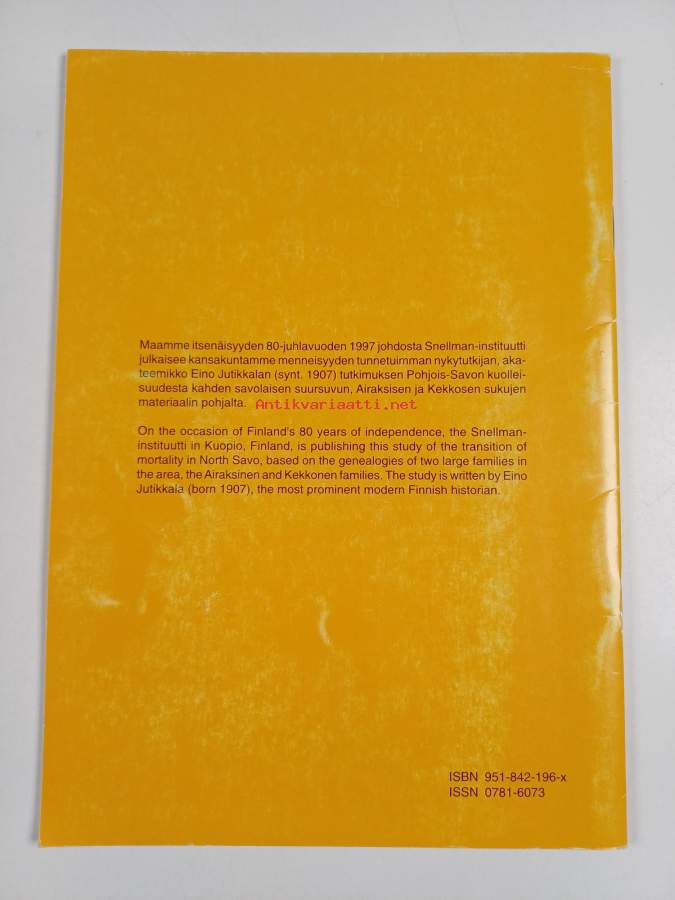 Maamme itsenäisyyden 80-juhlavuoden 1997 johdosta Snellman-instituutti
julkaisee kansakuntamme menneisyyden tunnetuimman nykytutkijan, aka-
teemikko Eino Jutikkalan (synt. 1907) tutkimuksen Pohjois-Savon kuollei-
suudesta kahden savolaisen suursuvun, Airaksisen ja Kekkosen sukujen
materiaalin pohjalta.
Antikvariaatti.net
On the occasion of Finland's 80 years of independence, the Snellman-
instituutti in Kuopio, Finland, is publishing this study of the transition of
mortality in North Savo, based on the genealogies of two large families in
the area, the Airaksinen and Kekkonen families. The study is written by Eino
Jutikkala (born 1907), the most prominent modern Finnish historian.
ISBN 951-842-196-x
ISSN 0781-6073